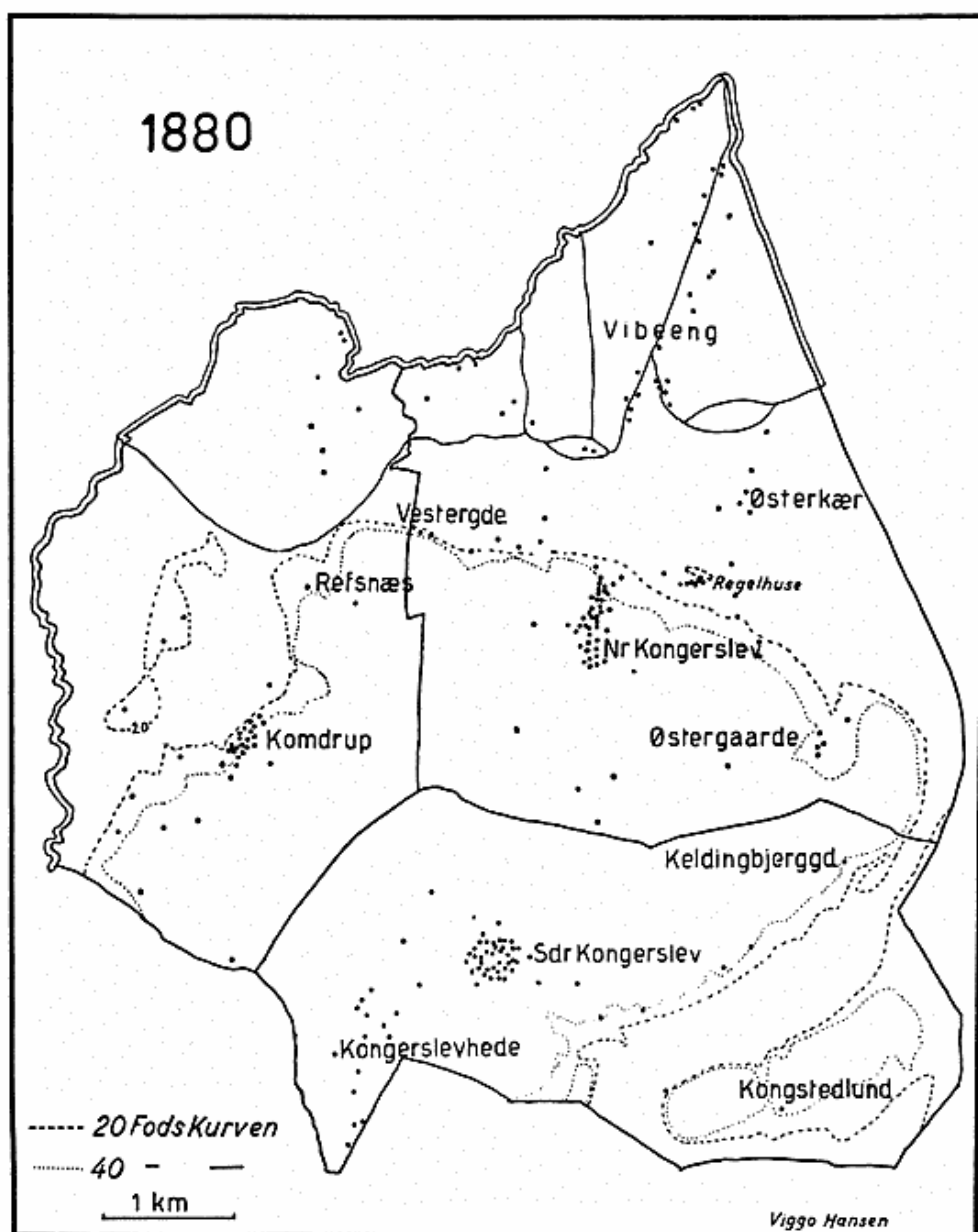 1880
Vibeeng
Østerkær
Vestergde
Refsnæs
Regelhuse
Nr Kongerslev
20'
Komdrup
Østergaarde
Keldingbjerggd.
Sdr Kongerslev
Kongerslevhede
Kongstedlund
20 Fods Kurven
40 - —
1 km
Viggo Hansen